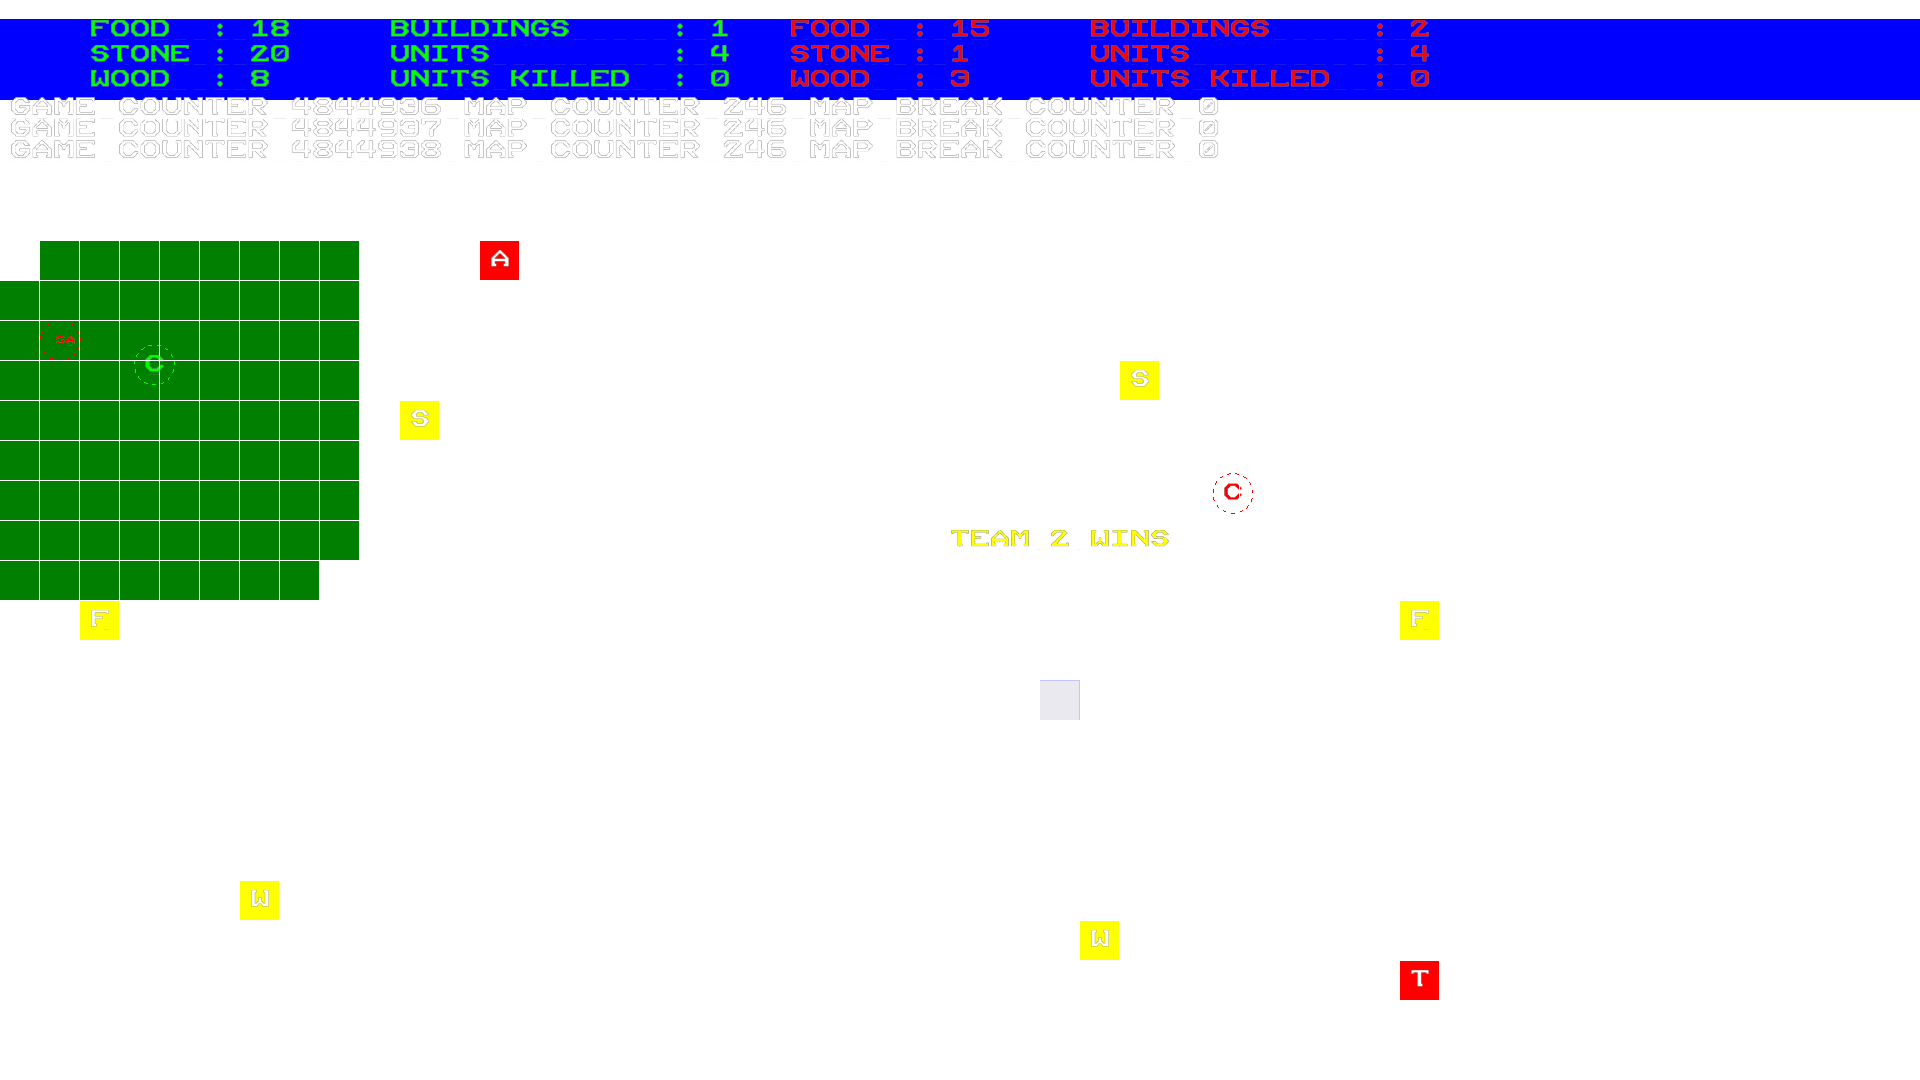 FOOD : 18 BUILDINGS : 1 FOOD : 15 BUILDINGS : 2
STONE : 20 UNITS : 4 STONE : 1 UNITS : 4
WOOD : 8 UNITS KILLED : 0 WOOD : 3 UNITS KILLED : 0
GAME COUNTER 4844936 MAP COUNTER 246 MAP BREAK COUNTER 0
GAME COUNTER 4844937 MAP COUNTER 246 MAP BREAK COUNTER 0
GAME COUNTER 4844938 MAP COUNTER 246 MAP BREAK COUNTER 0
A
SA
C
S
S
C
TEAM 2 WINS
F
F
W
W
T